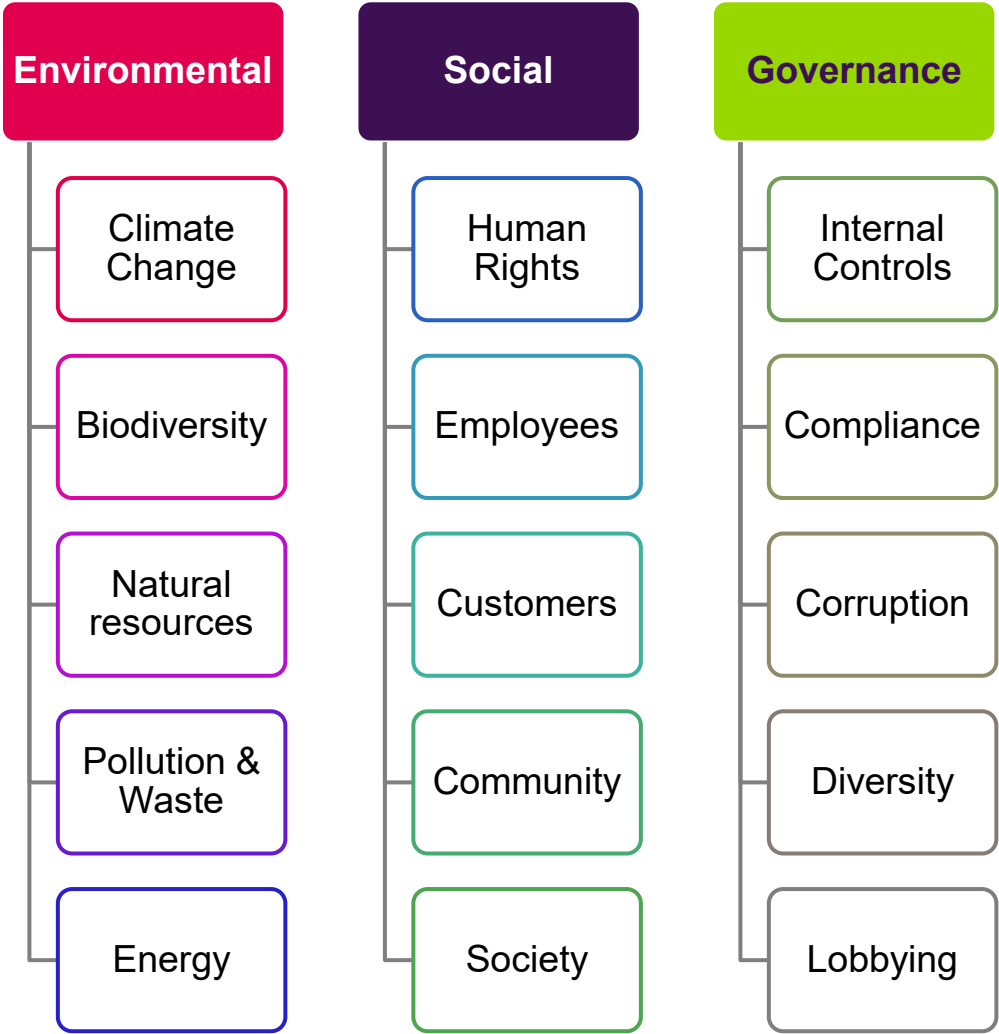 Environmental
Climate
Change
Biodiversity
Natural
resources
Pollution &
Waste
Energy
Social
Human
Rights
Employees
Customers
Community
Society
Governance
Internal
Controls
Compliance
Corruption
Diversity
Lobbying